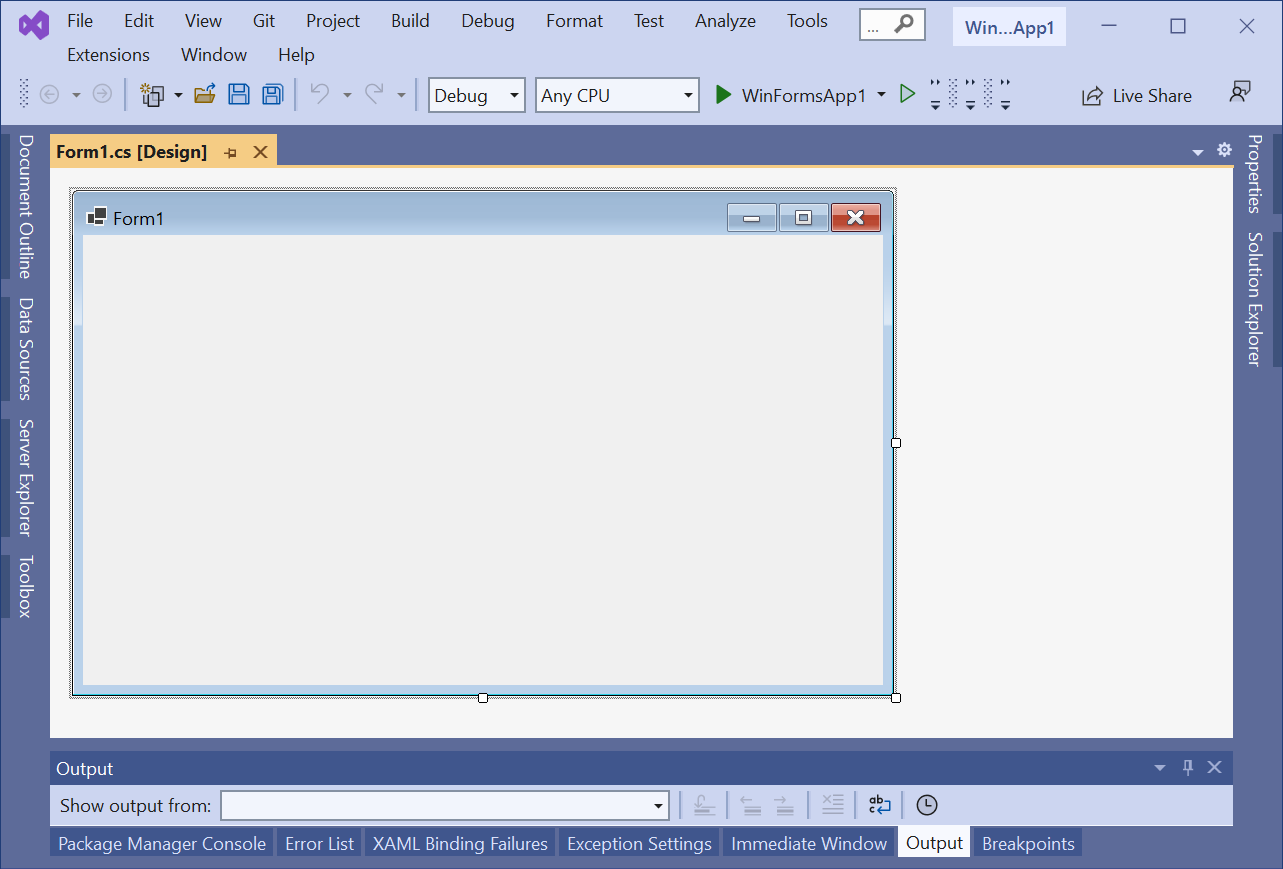 File Edit View Git Project Build Debug Format Test Analyze Tools ... Win...App1
Extensions Window Help
Debug Any CPU WinFormsApp1 Live Share
Form1.cs [Design]
Document Outline
Data Sources
Server Explorer
Toolbox
Form1
Properties
Solution Explorer
Output
Show output from: ab c
Package Manager Console Error List XAML Binding Failures Exception Settings Immediate Window Output Breakpoints